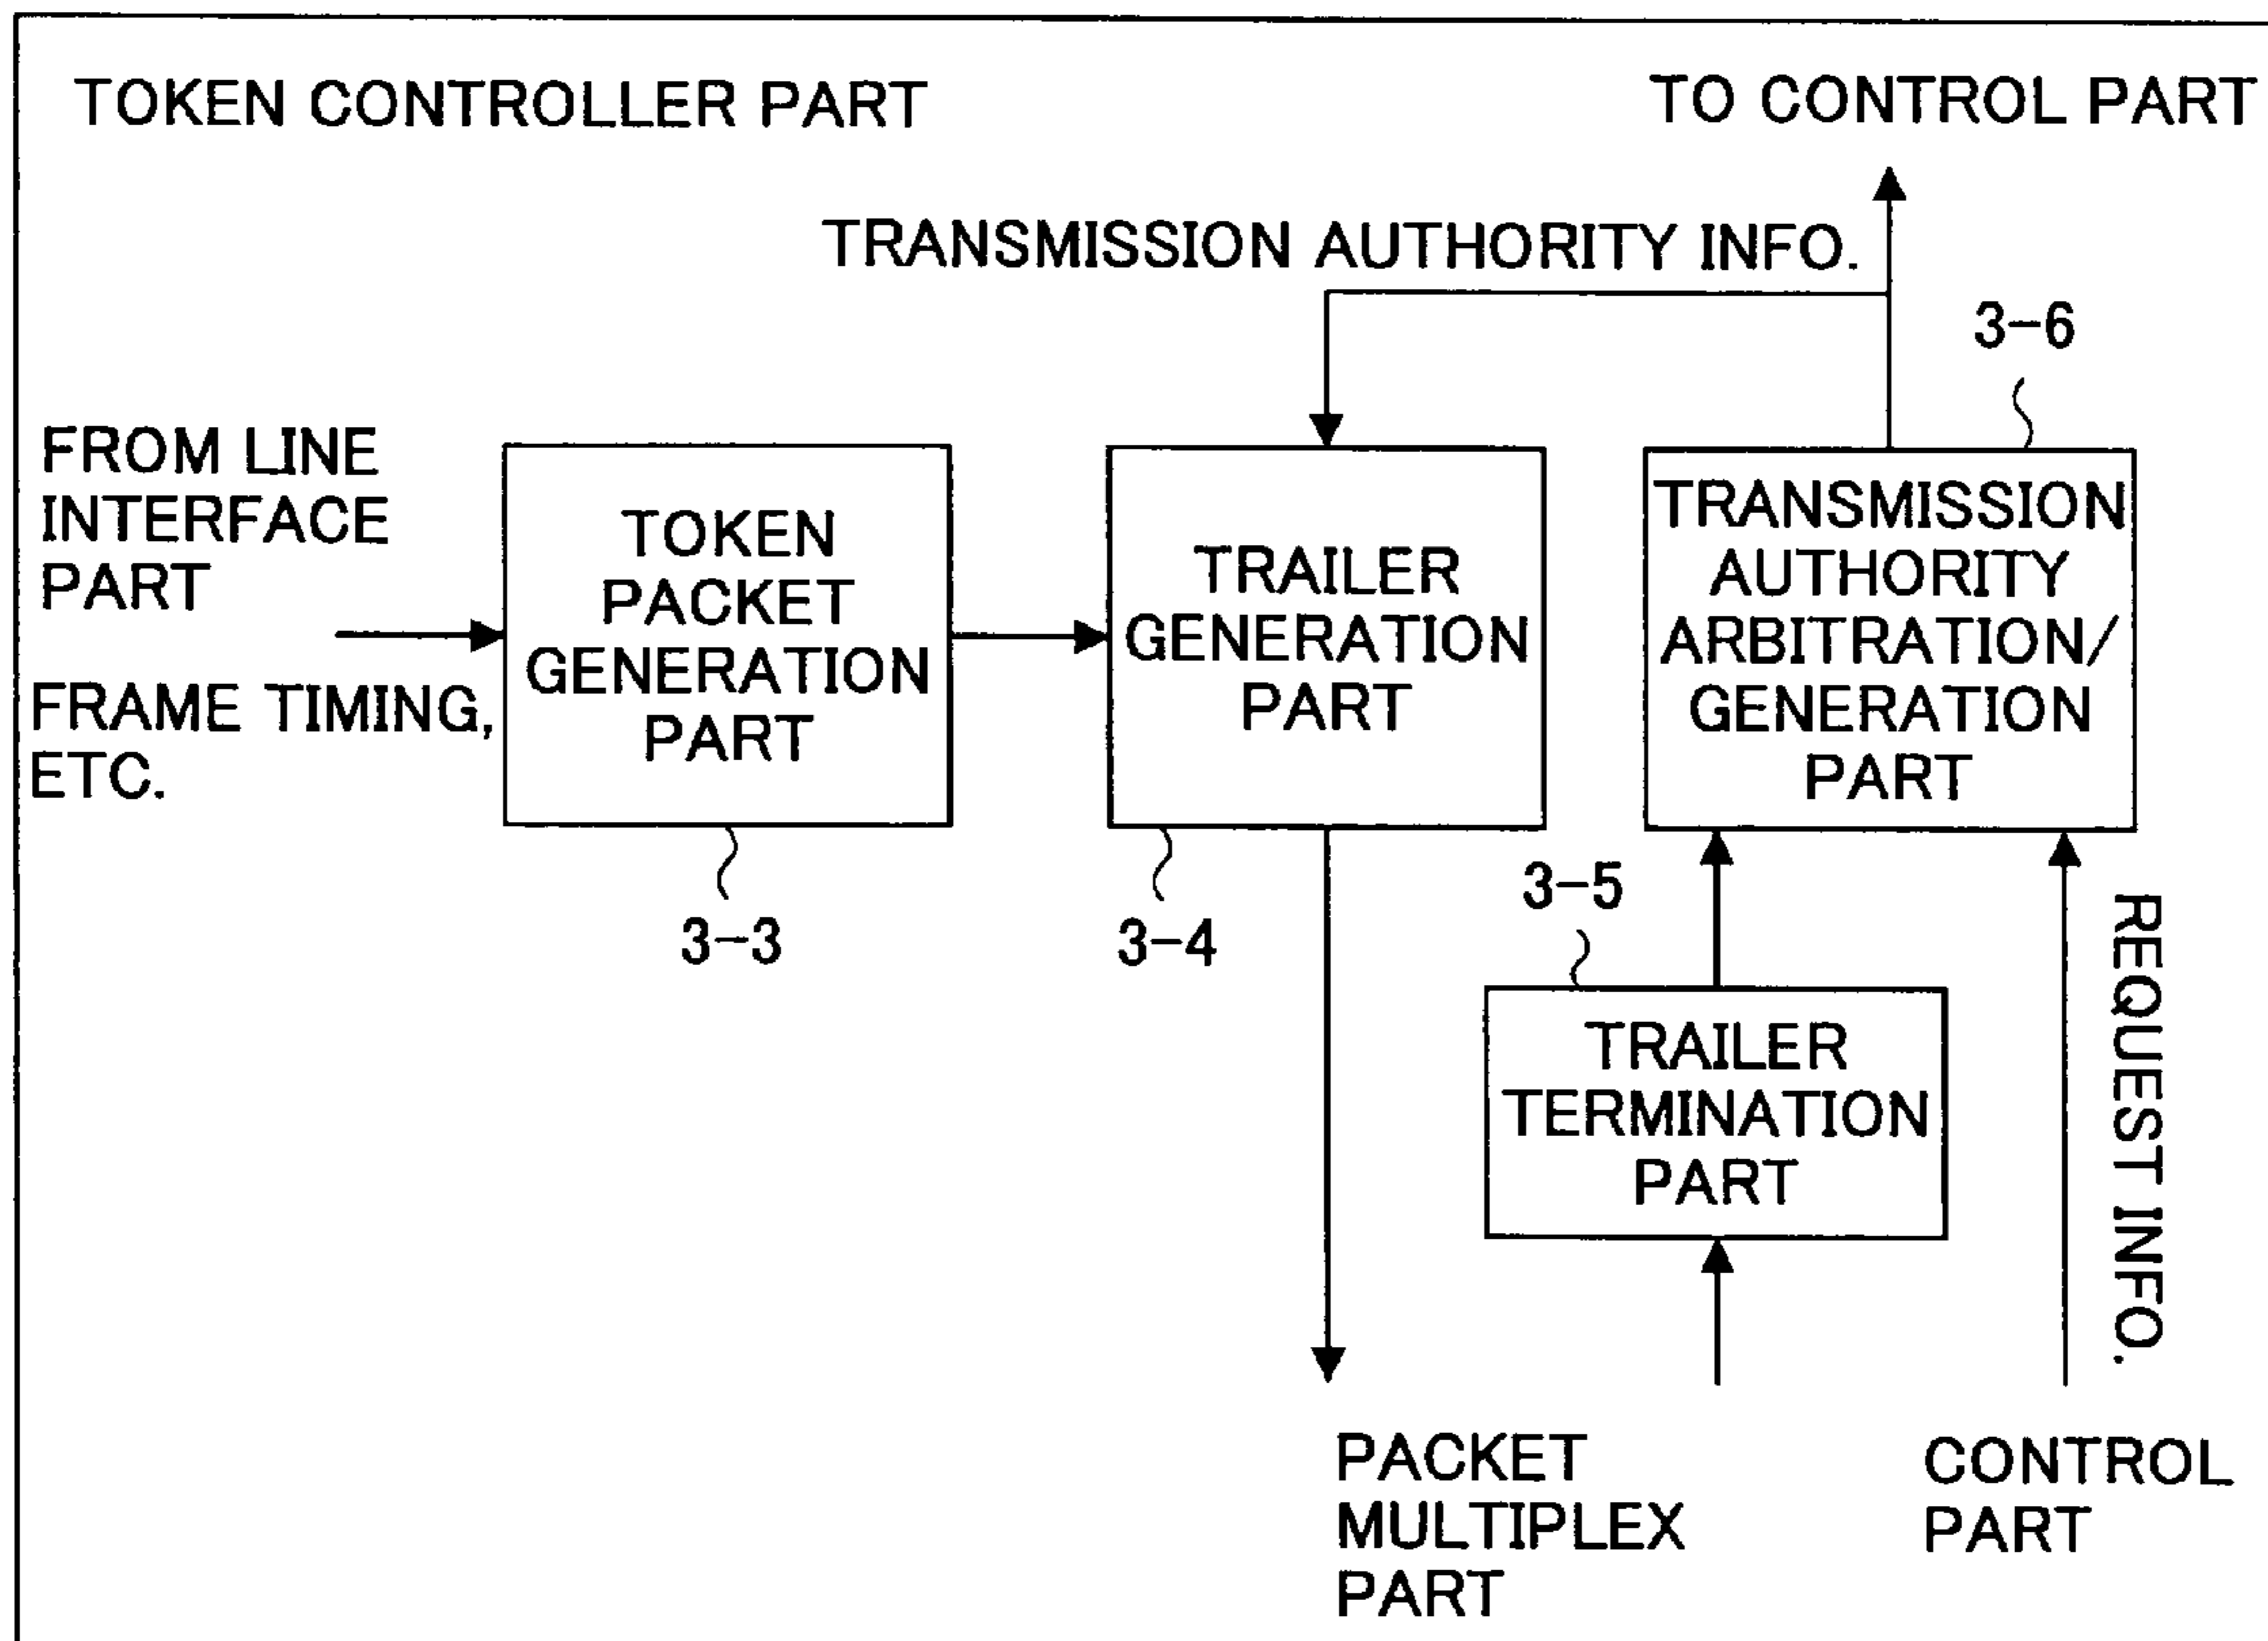 TOKEN CONTROLLER PART
TO CONTROL PART
TRANSMISSION AUTHORITY INFO.
3-6
FROM LINE
INTERFACE
PART
FRAME TIMING,
ETC.
TOKEN
PACKET
GENERATION
PART
3-3
TRAILER
GENERATION
PART
3-4
TRANSMISSION
AUTHORITY
ARBITRATION/
GENERATION
PART
3-5
TRAILER
TERMINATION
PART
REQUEST INFO.
PACKET
MULTIPLEX
PART
CONTROL
PART